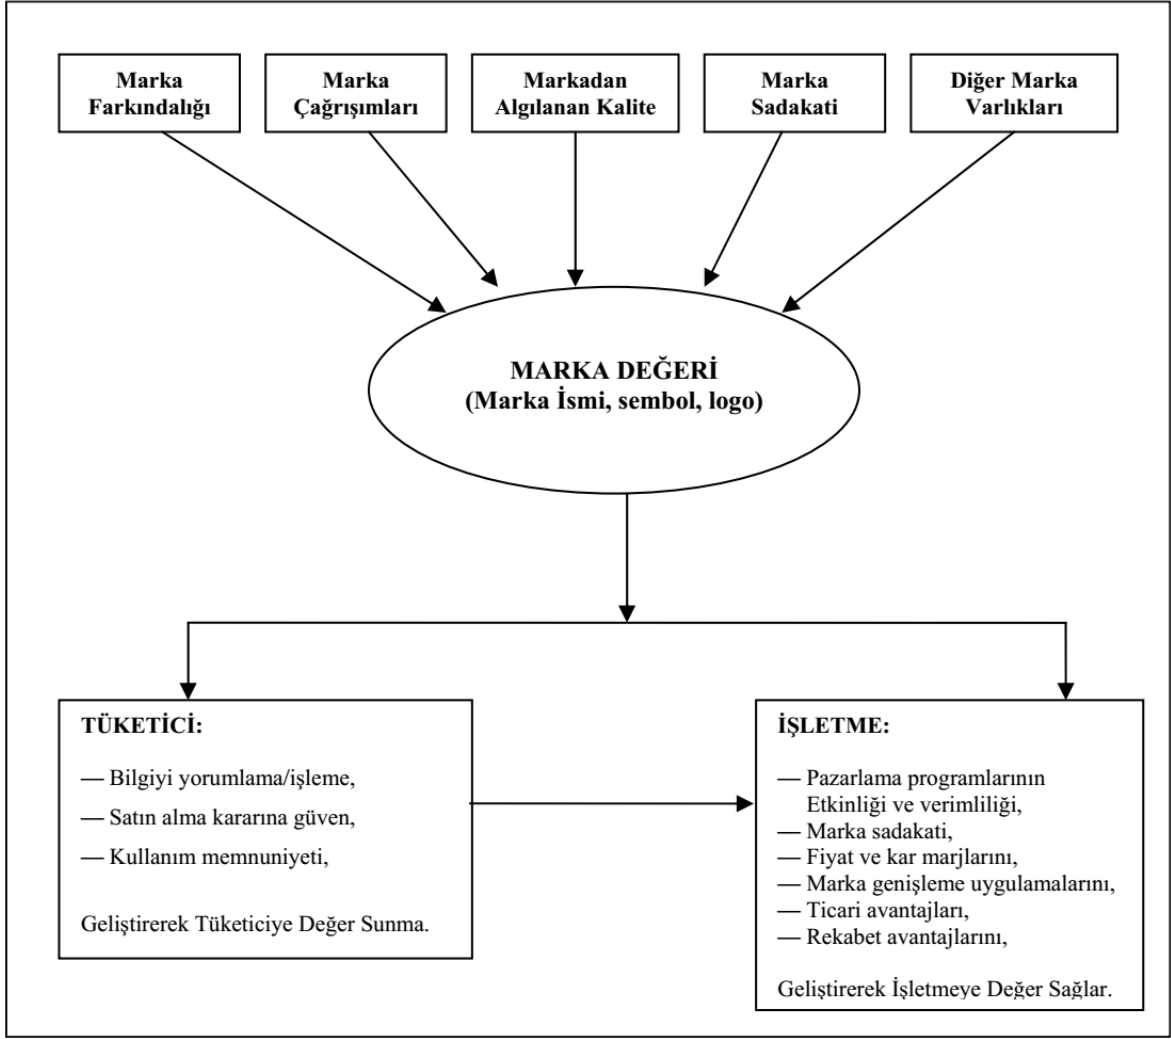 Marka
Farkındalığı
Marka
Çağrışımları
Markadan
Algılanan Kalite
Marka
Sadakati
Diğer Marka
Varlıkları
MARKA DEĞERİ
(Marka İsmi, sembol, logo)
TÜKETİCİ:
— Bilgiyi yorumlama/işleme,
— Satın alma kararına güven,
— Kullanım memnuniyeti,
Geliştirerek Tüketiciye Değer Sunma.
İŞLETME:
— Pazarlama programlarının
Etkinliği ve verimliliği,
— Marka sadakati,
— Fiyat ve kar marjlarını,
— Marka genişleme uygulamalarını,
— Ticari avantajları,
— Rekabet avantajlarını,
Geliştirerek İşletmeye Değer Sağlar.